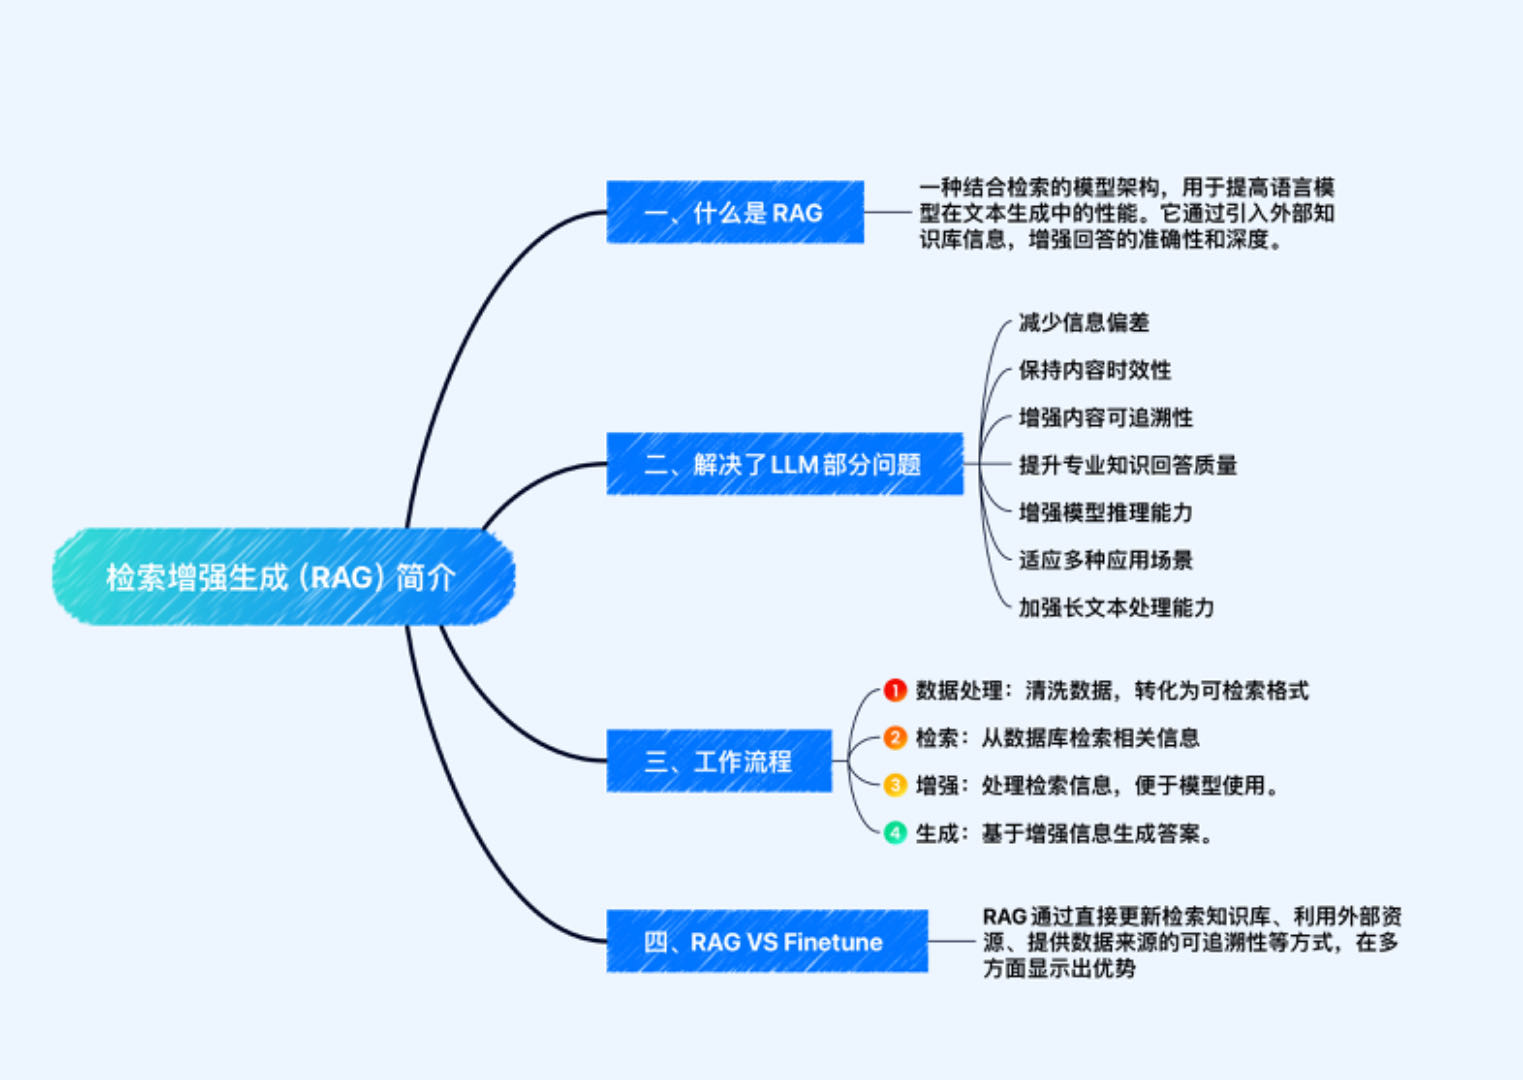 检索增强生成（RAG）简介
一、什么是 RAG
一种结合检索的模型架构，用于提高语言模
型在文本生成中的性能。它通过引入外部知
识库信息，增强回答的准确性和深度。
二、解决了LLM部分问题
减少信息偏差
保持内容时效性
增强内容可追溯性
提升专业知识回答质量
增强模型推理能力
适应多种应用场景
加强长文本处理能力
三、工作流程
1 数据处理：清洗数据，转化为可检索格式
2 检索：从数据库检索相关信息
3 增强：处理检索信息，便于模型使用。
4 生成：基于增强信息生成答案。
四、RAG VS Finetune
RAG 通过直接更新检索知识库、利用外部资
源、提供数据来源的可追溯性等方式，在多
方面显示出优势